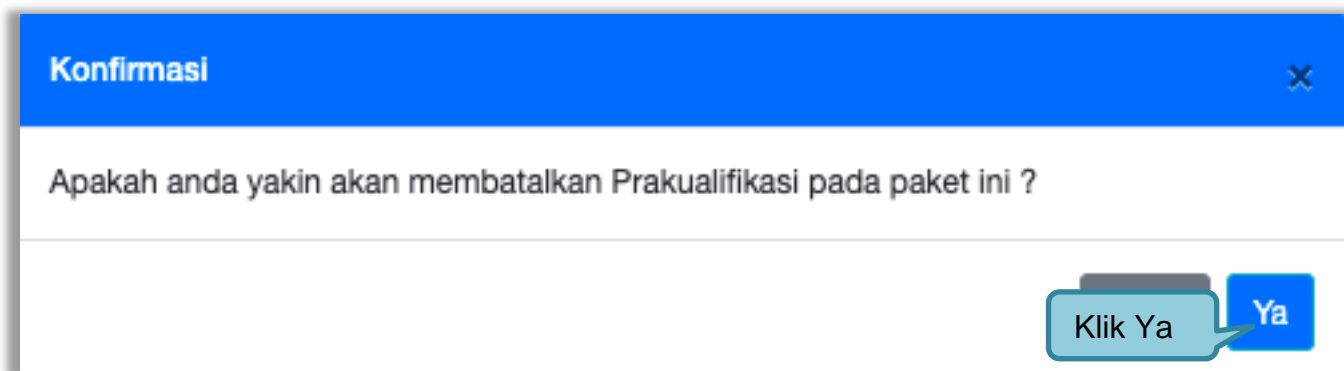 Konfirmasi
×
Apakah anda yakin akan membatalkan Prakualifikasi pada paket ini ?
Klik Ya
Ya